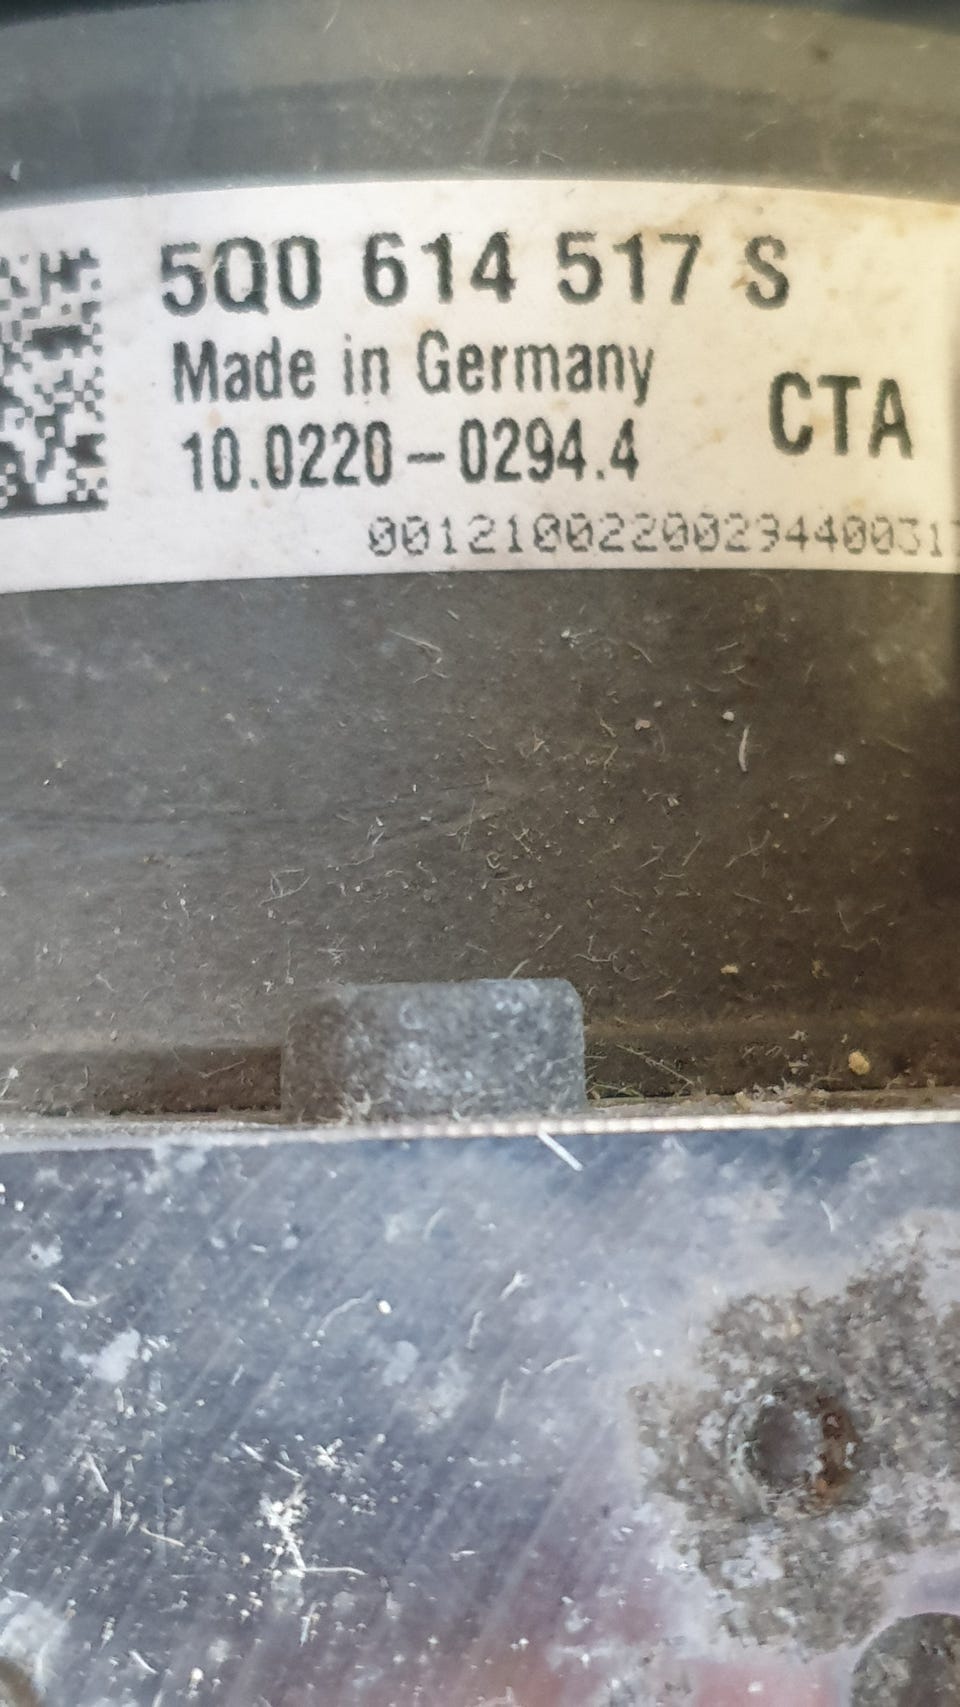 5Q0 614 517 S
Made in Germany
CTA
10.0220-0294.4
00121002200294400317